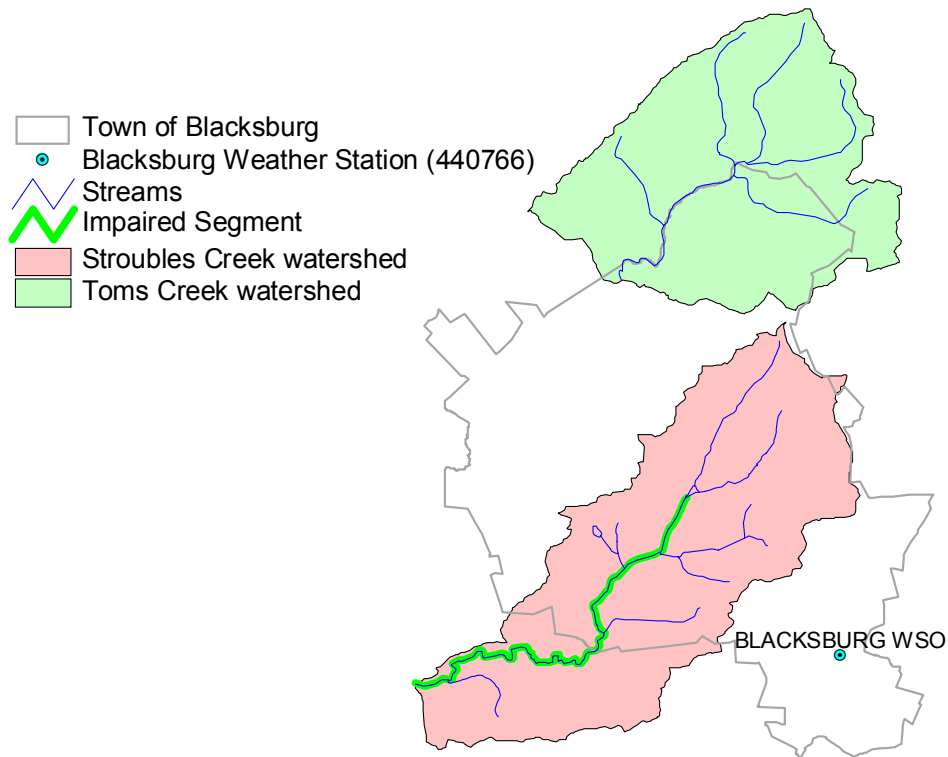 Town of Blacksburg
Blacksburg Weather Station (440766)
Streams
Impaired Segment
Stroubles Creek watershed
Toms Creek watershed
BLACKSBURG WSO